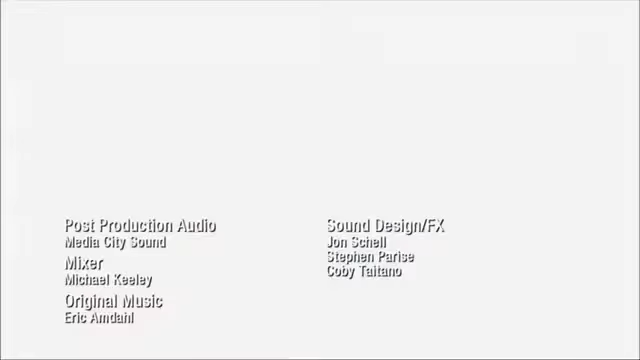 Post Production Audio
Media City Sound
Mixer
Michael Keeley
Original Music
Eric Amdahl
Sound Design/FX
Jon Schell
Stephen Parise
Coby Taitano